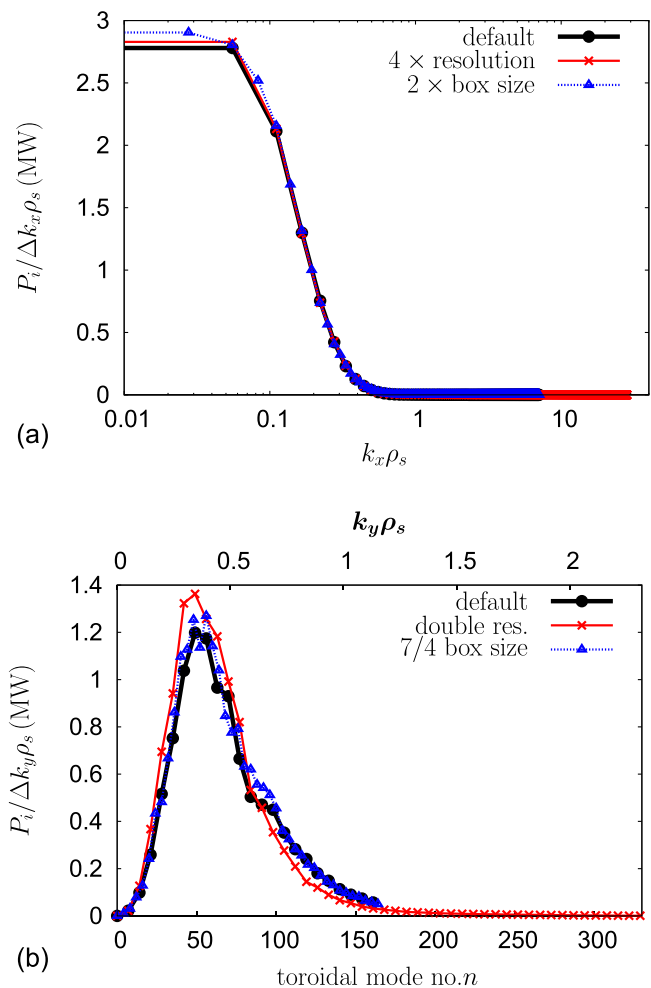 3
2.5
2
1.5
1
0.5
0
P_i/Δk_xρ_s (MW)
default
4 × resolution
2 × box size
0.01 0.1 1 10
(a)
k_xρ_s
k_yρ_s
0 0.5 1 1.5 2
1.4
1.2
1
0.8
0.6
0.4
0.2
0
P_i/Δk_yρ_s (MW)
default
double res.
7/4 box size
0 50 100 150 200 250 300
(b)
toroidal mode no.n